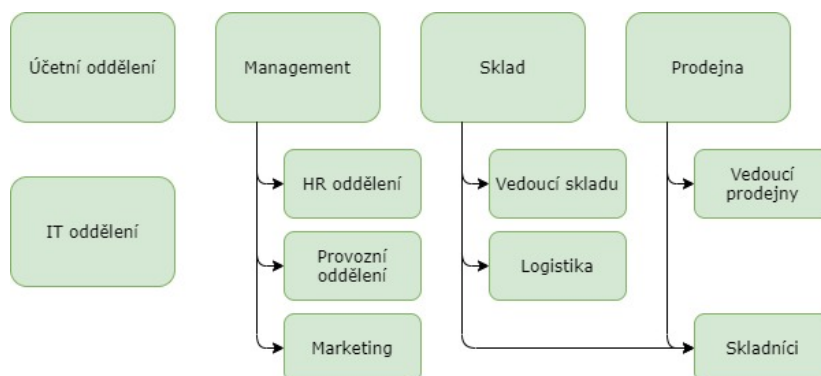 Účetní oddělení
Management
Sklad
Prodejna
HR oddělení
Vedoucí skladu
Vedoucí
prodejny
IT oddělení
Provozní
oddělení
Logistika
Marketing
Skladníci